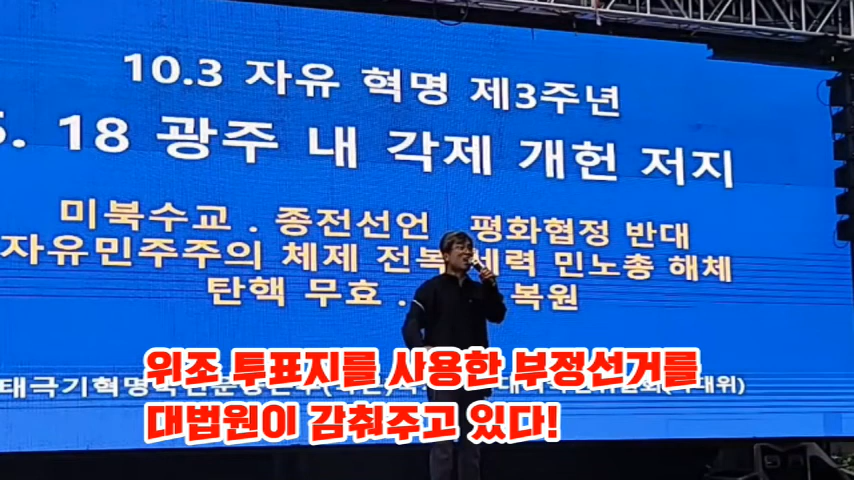 10.3 자유 혁명 제3주년
5. 18 광주 내 각제 개헌 저지
미북수교 . 종전선언 평화협정 반대
자유민주주의 체제 전복세력 민노총 해체
탄핵 무효 . 복원
위조 투표지를 사용한 부정선거를
대법원이 감춰주고 있다!